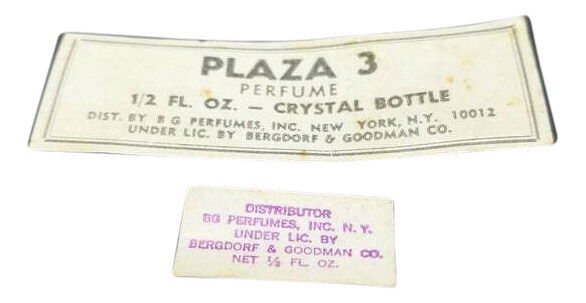 PLAZA 3
PERFUME
1/2 FL. OZ. — CRYSTAL BOTTLE
DIST. BY B G PERFUMES, INC. NEW YORK, N.Y. 10012
UNDER LIC. BY BERGDORF & GOODMAN CO.
DISTRIBUTOR
BG PERFUMES, INC. N. Y.
UNDER LIC. BY
BERGDORF & GOODMAN CO.
NET ½ FL. OZ.